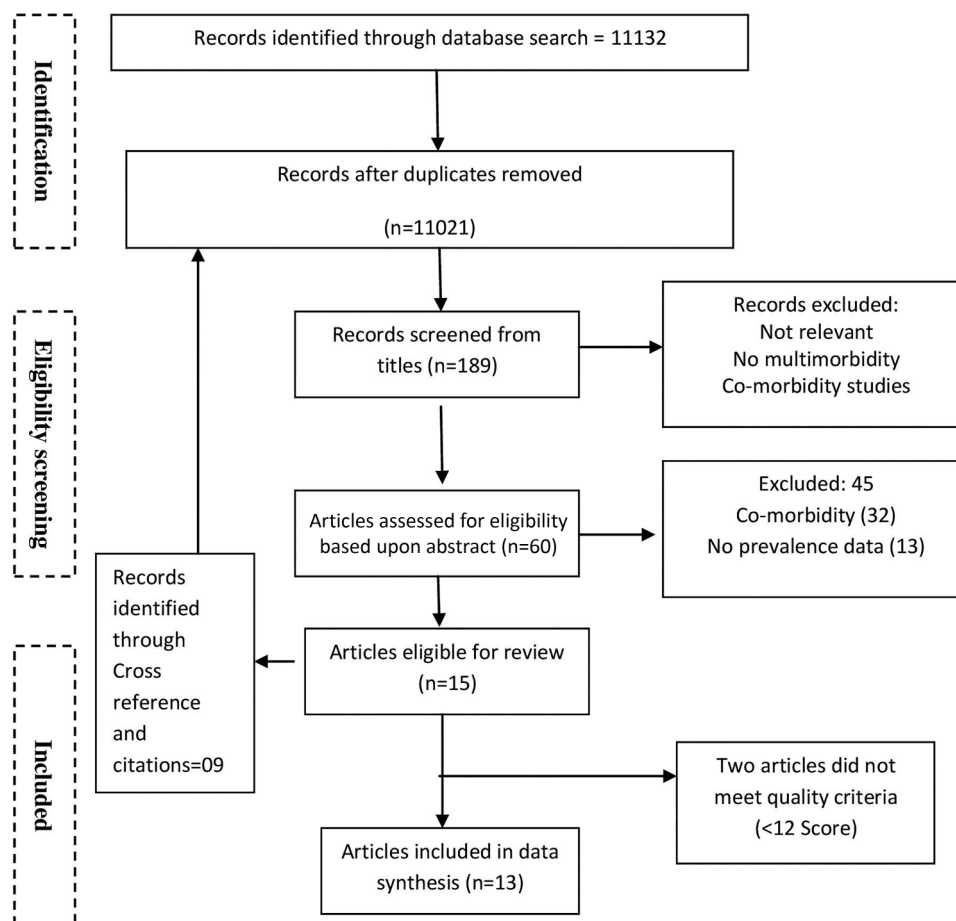 Identification
Records identified through database search = 11132
Records after duplicates removed
(n=11021)
Eligibility screening
Records screened from
titles (n=189)
Records excluded:
Not relevant
No multimorbidity
Co-morbidity studies
Articles assessed for eligibility
based upon abstract (n=60)
Excluded: 45
Co-morbidity (32)
No prevalence data (13)
Records
identified
through
Cross
reference
and
citations=09
Included
Articles eligible for review
(n=15)
Two articles did not
meet quality criteria
(<12 Score)
Articles included in data
synthesis (n=13)